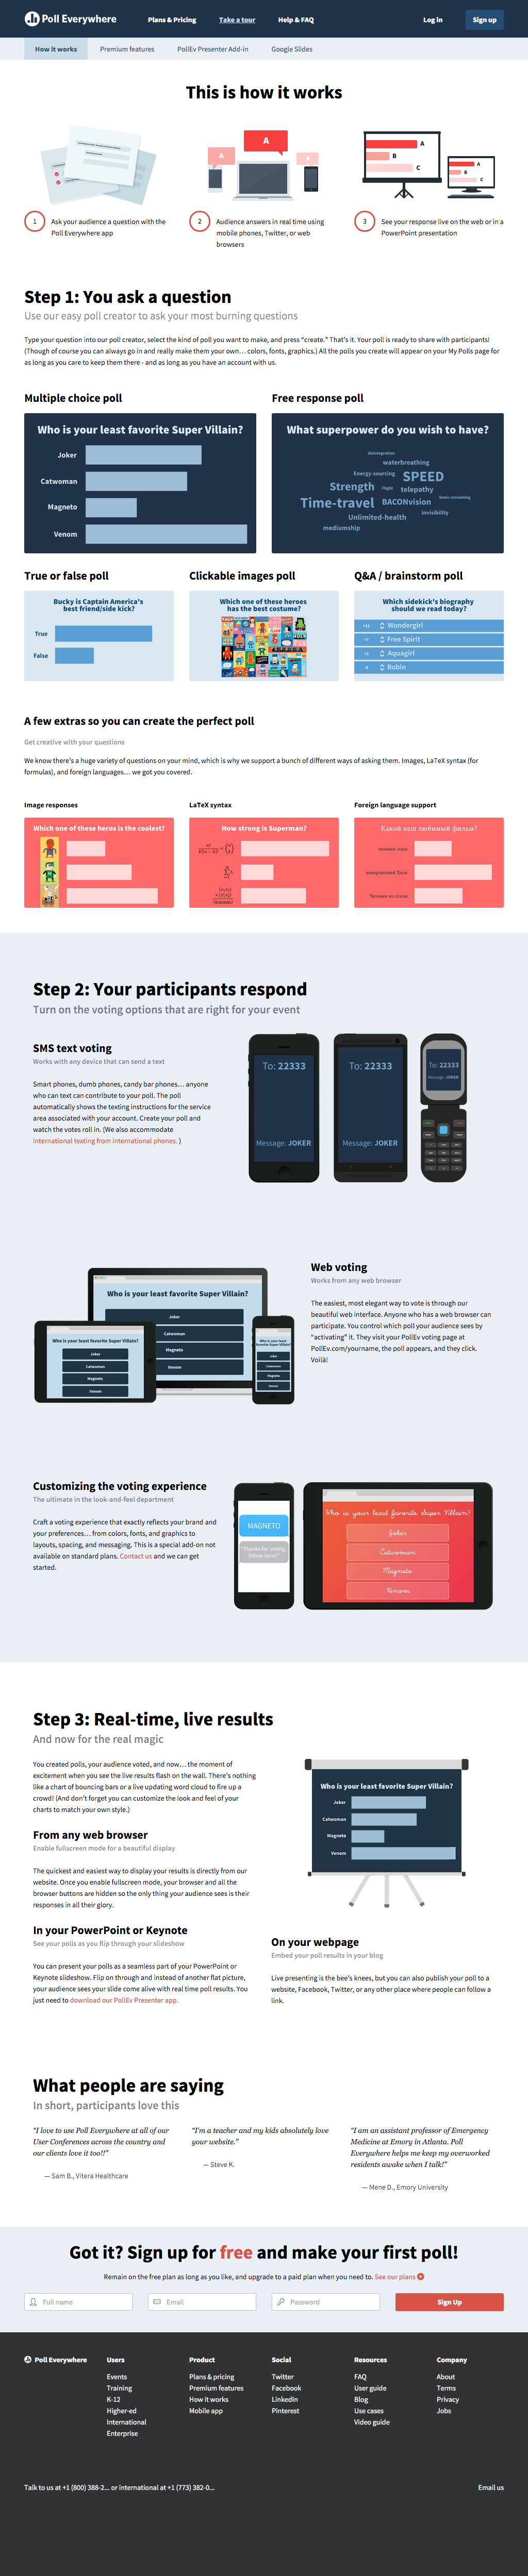 Poll Everywhere
Plans & Pricing
Take a tour
Help & FAQ
Log in
Sign up
How it works
Premium features
PollEv Presenter Add-in
Google Slides
This is how it works
A
A
A
B
C
A
B
C
1
Ask your audience a question with the
Poll Everywhere app
2
Audience answers in real time using
mobile phones, Twitter, or web
browsers
3
See your response live on the web or in a
PowerPoint presentation
Step 1: You ask a question
Use our easy poll creator to ask your most burning questions
Type your question into our poll creator, select the kind of poll you want to make, and press “create.” That's it. Your poll is ready to share with participants!
(Though of course you can always go in and really make them your own... colors, fonts, graphics.) All the polls you create will appear on your My Polls page for
as long as you care to keep them there - and as long as you have an account with us.
Multiple choice poll
Who is your least favorite Super Villain?
Joker
Catwoman
Magneto
Venom
Free response poll
What superpower do you wish to have?
disintegration
waterbreathing
Energy-sourcing
SPEED
Strength
Flight
telepathy
Sonic screaming
Time-travel
BACONvision
Invisibility
Unlimited-health
mediumship
True or false poll
Bucky is Captain America's
best friend/side kick?
True
False
Clickable images poll
Which one of these heroes
has the best costume?
Q&A / brainstorm poll
Which sidekick's biography
should we read today?
Wondergirl
Free Spirit
Aquagirl
Robin
A few extras so you can create the perfect poll
Get creative with your questions
We know there's a huge variety of questions on your mind, which is why we support a bunch of different ways of asking them. Images, LaTeX syntax (for
formulas), and foreign languages... we got you covered.
Image responses
Which one of these heros is the coolest?
LaTeX syntax
How strong is Superman?
Foreign language support
Какой ваш любимый фильм?
человек-паук
невероятный Халк
Человек из стали
Step 2: Your participants respond
Turn on the voting options that are right for your event
SMS text voting
Works with any device that can send a text
Smart phones, dumb phones, candy bar phones... anyone
who can text can contribute to your poll. The poll
automatically shows the texting instructions for the service
area associated with your account. Create your poll and
watch the votes roll in. (We also accommodate
international texting from international phones. )
To: 22333
Message: JOKER
To: 22333
Message: JOKER
To: 22333
Message: JOKER
Who is your least favorite Super Villain?
Joker
Catwoman
Magneto
Venom
Who is your least favorite Super Villain?
Joker
Catwoman
Magneto
Venom
Who is your least
favorite Super Villain?
Joker
Catwoman
Magneto
Venom
Web voting
Works from any web browser
The easiest, most elegant way to vote is through our
beautiful web interface. Anyone who has a web browser can
participate. You control which poll your audience sees by
“activating” it. They visit your PollEv voting page at
PollEv.com/yourname, the poll appears, and they click.
Voilà!
Customizing the voting experience
The ultimate in the look-and-feel department
Craft a voting experience that exactly reflects your brand and
your preferences... from colors, fonts, and graphics to
layouts, spacing, and messaging. This is a special add-on not
available on standard plans. Contact us and we can get
started.
MAGNETO
“Thanks for voting,
fellow hero!”
Who is your least favorite Super Villain?
Joker
Catwoman
Magneto
Venom
Step 3: Real-time, live results
And now for the real magic
You created polls, your audience voted, and now... the moment of
excitement when you see the live results flash on the wall. There's nothing
like a chart of bouncing bars or a live updating word cloud to fire up a
crowd! (And don't forget you can customize the look and feel of your
charts to match your own style.)
From any web browser
Enable fullscreen mode for a beautiful display
The quickest and easiest way to display your results is directly from our
website. Once you enable fullscreen mode, your browser and all the
browser buttons are hidden so the only thing your audience sees is their
responses in all their glory.
In your PowerPoint or Keynote
See your polls as you flip through your slideshow
You can present your polls as a seamless part of your PowerPoint or
Keynote slideshow. Flip on through and instead of another flat picture,
your audience sees your slide come alive with real time poll results. You
just need to download our PollEv Presenter app.
Who is your least favorite Super Villain?
Joker
Catwoman
Magneto
Venom
On your webpage
Embed your poll results in your blog
Live presenting is the bee's knees, but you can also publish your poll to a
website, Facebook, Twitter, or any other place where people can follow a
link.
What people are saying
In short, participants love this
“I love to use Poll Everywhere at all of our
User Conferences across the country and
our clients love it too!!”
— Sam B., Vitera Healthcare
“I'm a teacher and my kids absolutely love
your website.”
— Steve K.
“I am an assistant professor of Emergency
Medicine at Emory in Atlanta. Poll
Everywhere helps me keep my overworked
residents awake when I talk!”
— Mene D., Emory University
Got it? Sign up for free and make your first poll!
Remain on the free plan as long as you like, and upgrade to a paid plan when you need to. See our plans
Full name
Email
Password
Sign Up
Poll Everywhere
Users
Events
Training
K-12
Higher-ed
International
Enterprise
Product
Plans & pricing
Premium features
How it works
Mobile app
Social
Twitter
Facebook
LinkedIn
Pinterest
Resources
FAQ
User guide
Blog
Use cases
Video guide
Company
About
Terms
Privacy
Jobs
Talk to us at +1 (800) 388-2... or international at +1 (773) 382-0...
Email us